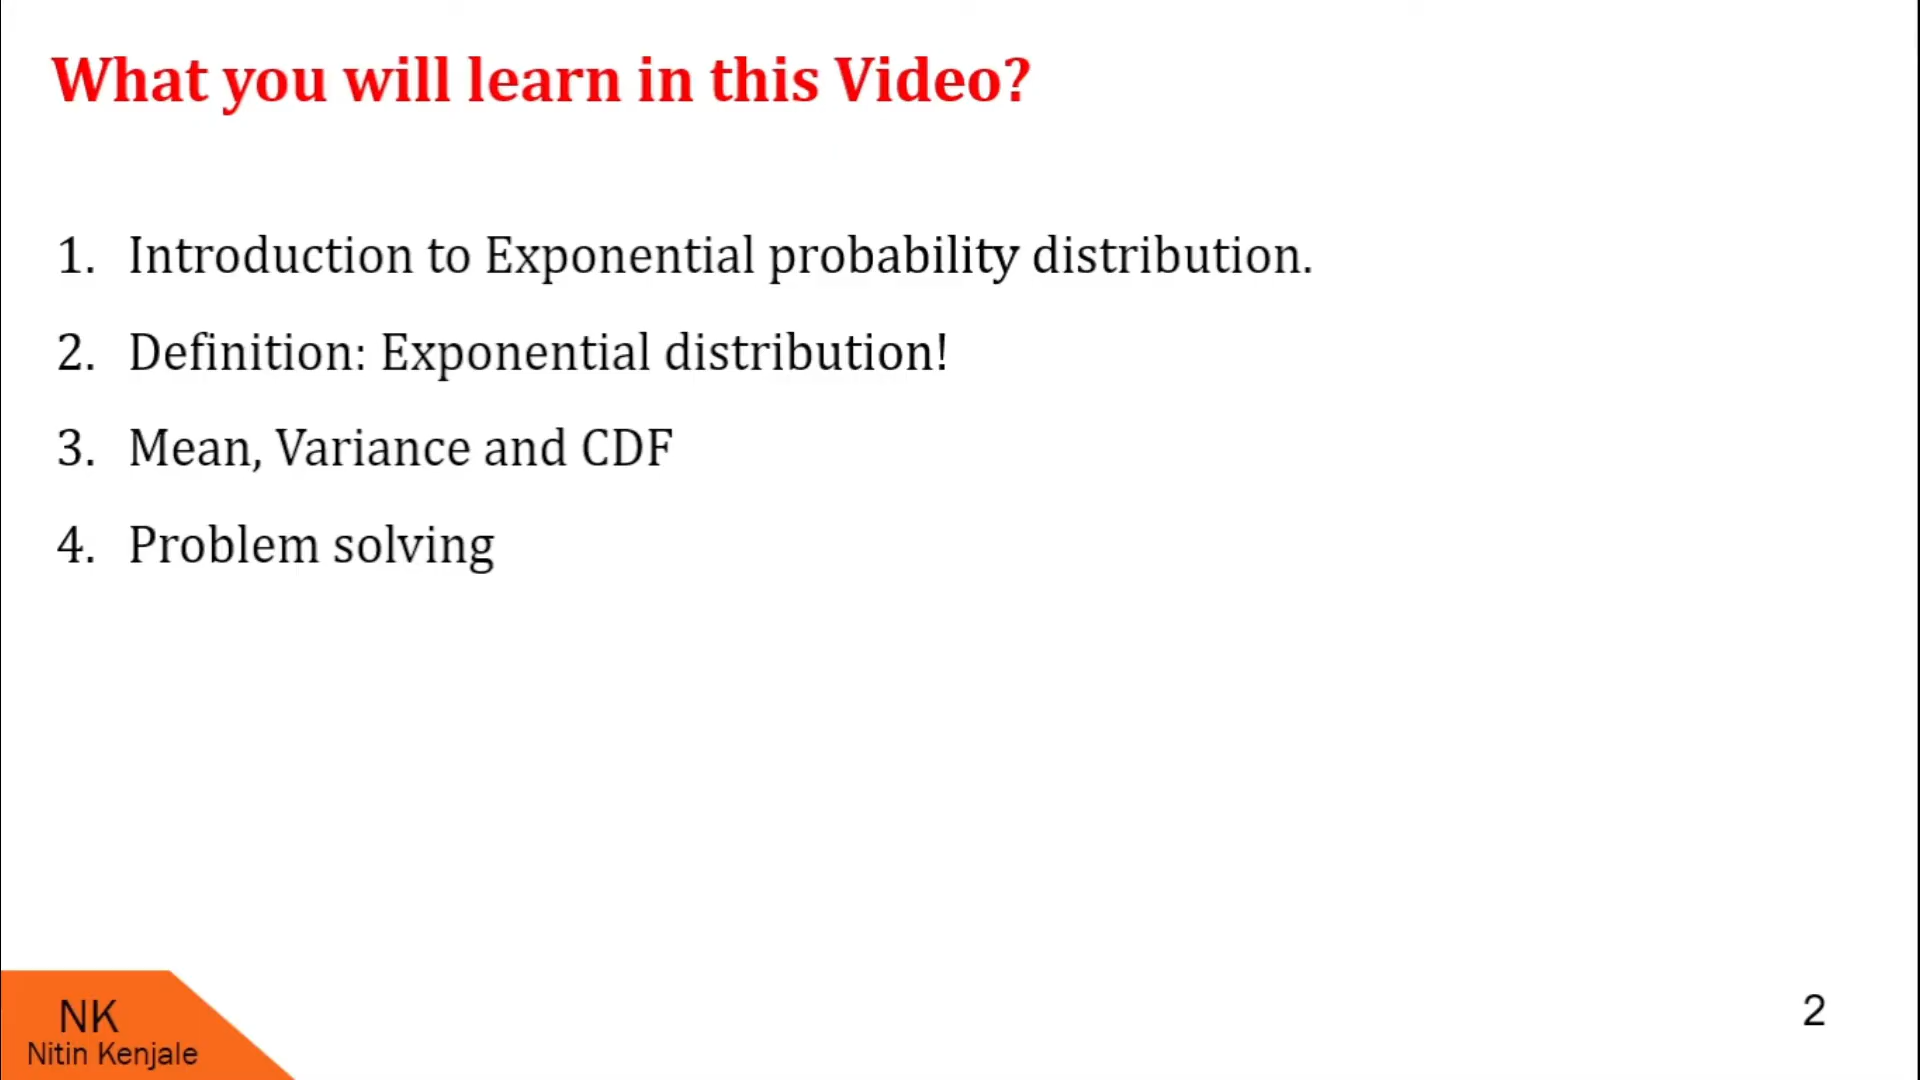 What you will learn in this Video?
1. Introduction to Exponential probability distribution.
2. Definition: Exponential distribution!
3. Mean, Variance and CDF
4. Problem solving
NK
Nitin Kenjale
2